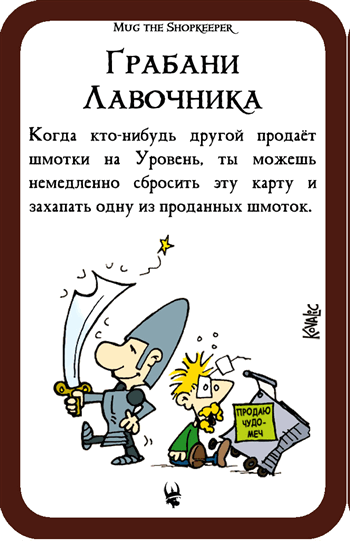 Mug the Shopkeeper
Грабани
Лавочника
Когда кто-нибудь другой продаёт
шмотки на Уровень, ты можешь
немедленно сбросить эту карту и
захапать одну из проданных шмоток.
KOVALIC
ПРОДАЮ
ЧУДО-
МЕЧ